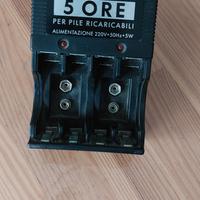 5 ORE
PER PILE RICARICABILI
ALIMENTAZIONE 220V•50Hz•5W